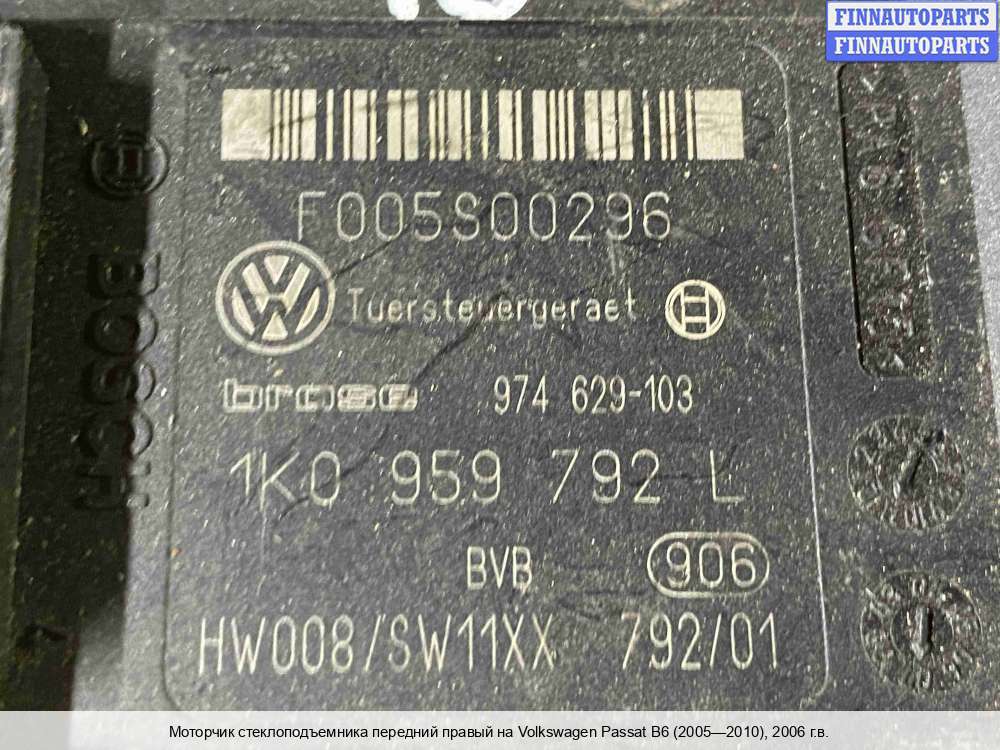 FINNAUTOPARTS
FINNAUTOPARTS
F005S00296
Tuersteuergeraet
brose 974 629-103
1K0 959 792 L
BVB 906
HW008/SW11XX 792/01
BOSCH
Моторчик стеклоподъемника передний правый на Volkswagen Passat B6 (2005—2010), 2006 г.в.